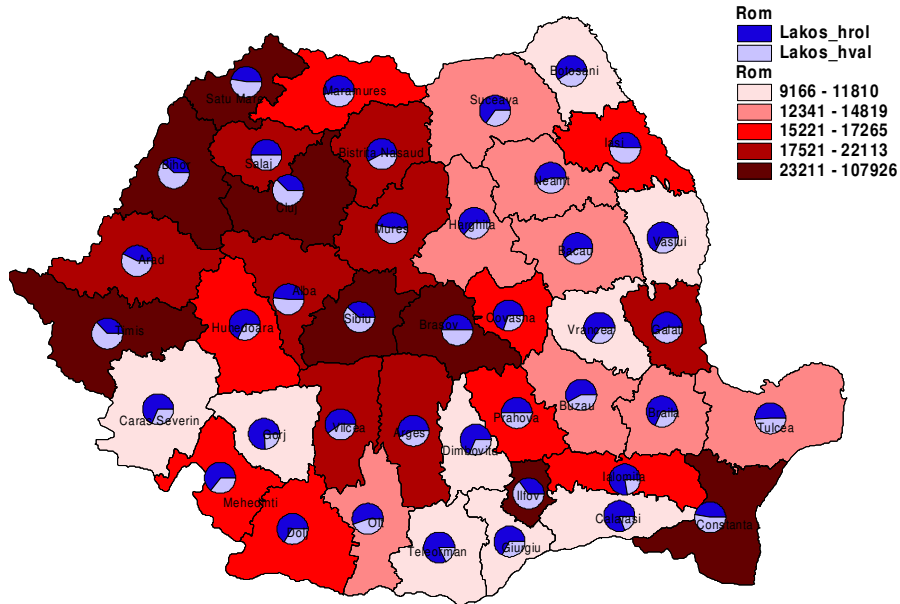 Rom
Lakos_hrol
Lakos_hval
Rom
9166 - 11810
12341 - 14819
15221 - 17265
17521 - 22113
23211 - 107926
Botosani
Satu Mare
Maramures
Suceava
Iasi
Bistrita Nasaud
Salaj
Bihor
Neamt
Cluj
Harghita
Mures
Vaslui
Bacau
Arad
Alba
Covasna
Sibiu
Brasov
Hunedoara
Timis
Vrancea
Galati
Caras Severin
Gorj
Vilcea
Arges
Prahova
Buzau
Braila
Tulcea
Dimbovita
Mehedinti
Ialomita
Ilfov
Olt
Dolj
Calarasi
Constanta
Teleorman
Giurgiu